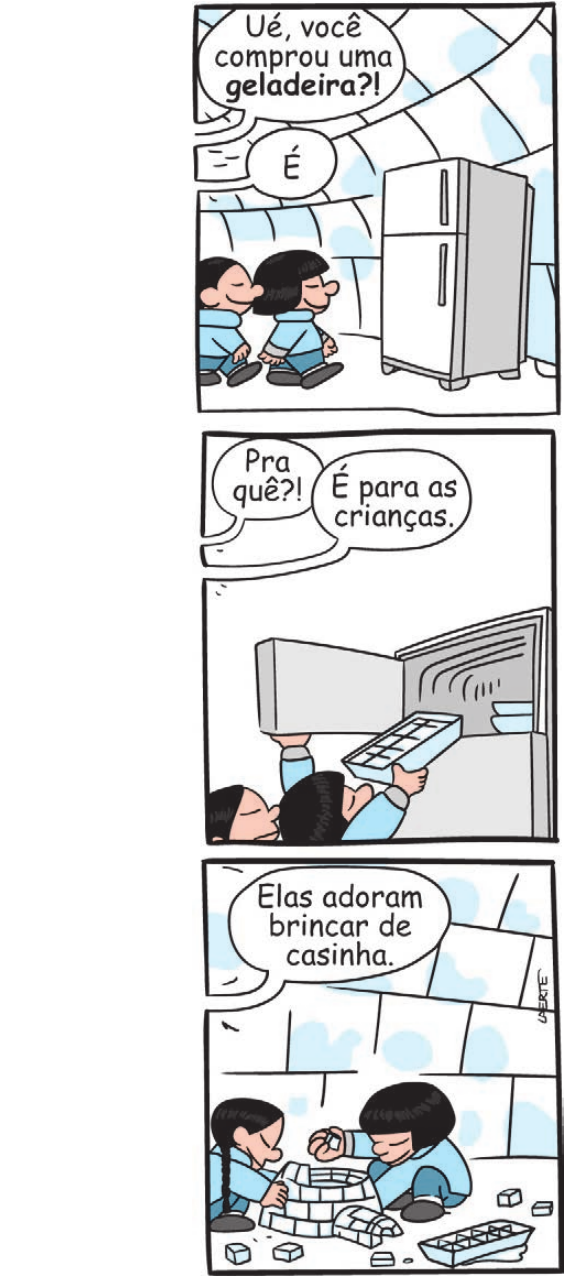 Ué, você
comprou uma
geladeira?!
É
Pra
quê?!
É para as
crianças.
Elas adoram
brincar de
casinha.
LAERTE